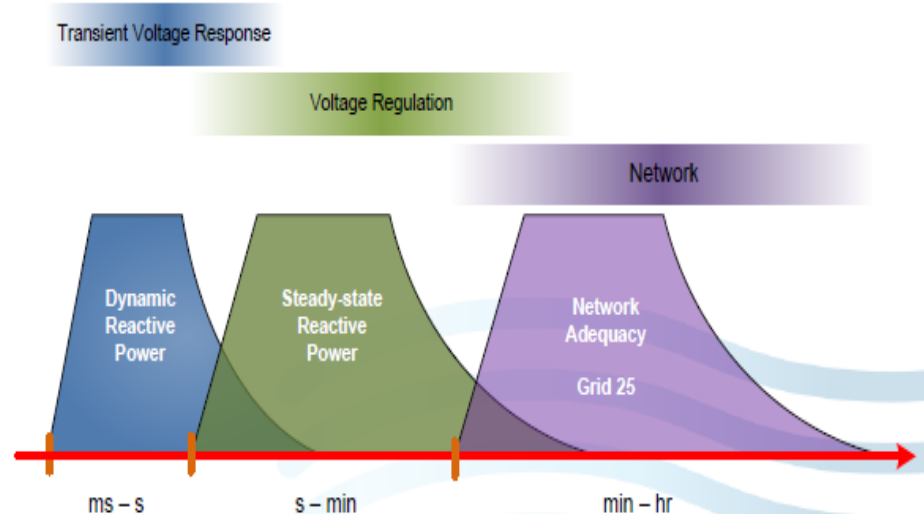 Transient Voltage Response
Voltage Regulation
Network
Dynamic
Reactive
Power
Steady-state
Reactive
Power
Network
Adequacy
Grid 25
ms – s
s – min
min – hr